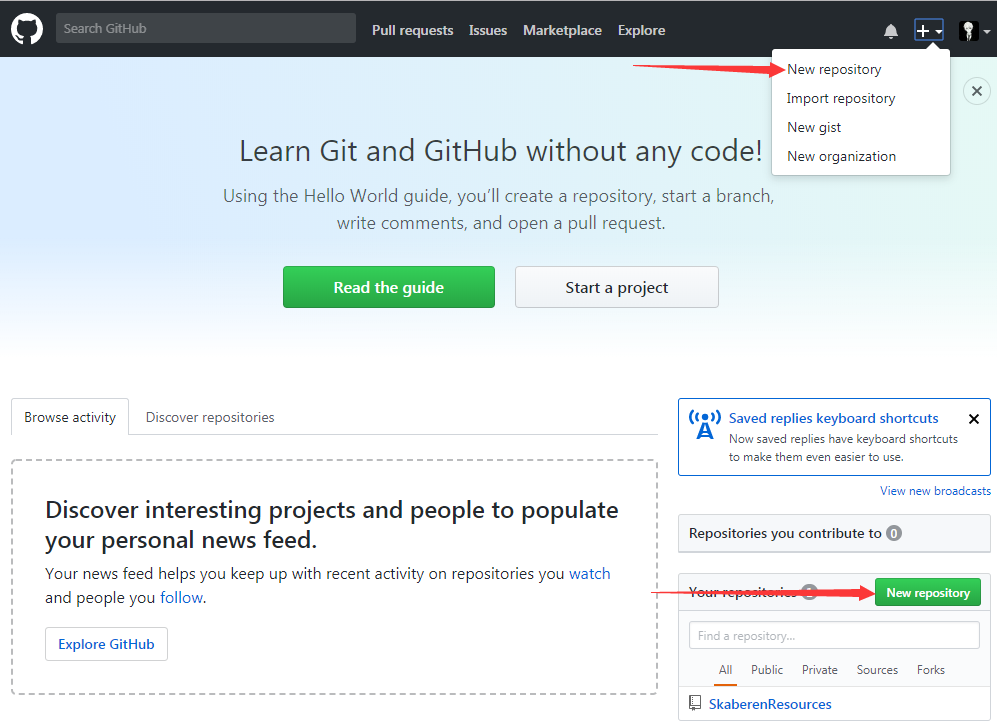 Search GitHub
Pull requests
Issues
Marketplace
Explore
New repository
Import repository
New gist
New organization
Learn Git and GitHub without any code!
Using the Hello World guide, you’ll create a repository, start a branch,
write comments, and open a pull request.
Read the guide
Start a project
Browse activity
Discover repositories
Discover interesting projects and people to populate
your personal news feed.
Your news feed helps you keep up with recent activity on repositories you watch
and people you follow.
Explore GitHub
Saved replies keyboard shortcuts
Now saved replies have keyboard shortcuts
to make them even easier to use.
View new broadcasts
Repositories you contribute to 0
Your repositories
New repository
Find a repository...
All
Public
Private
Sources
Forks
SkaberenResources